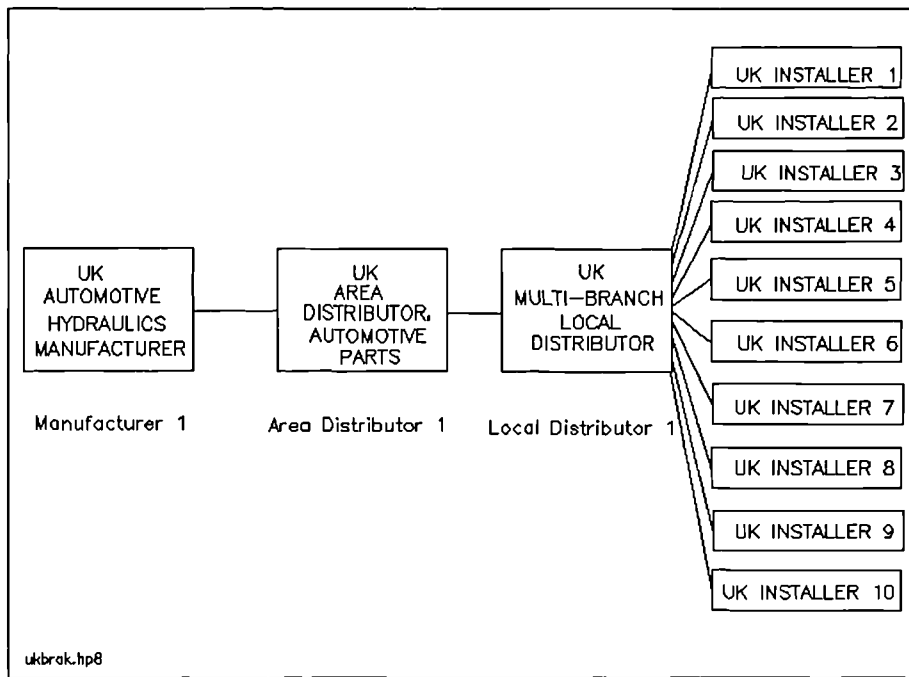 UK INSTALLER 1
UK INSTALLER 2
UK INSTALLER 3
UK INSTALLER 4
UK INSTALLER 5
UK INSTALLER 6
UK INSTALLER 7
UK INSTALLER 8
UK INSTALLER 9
UK INSTALLER 10
UK
AUTOMOTIVE
HYDRAULICS
MANUFACTURER
Manufacturer 1
UK
AREA
DISTRIBUTOR,
AUTOMOTIVE
PARTS
Area Distributor 1
UK
MULTI-BRANCH
LOCAL
DISTRIBUTOR
Local Distributor 1
ukbrak.hp8